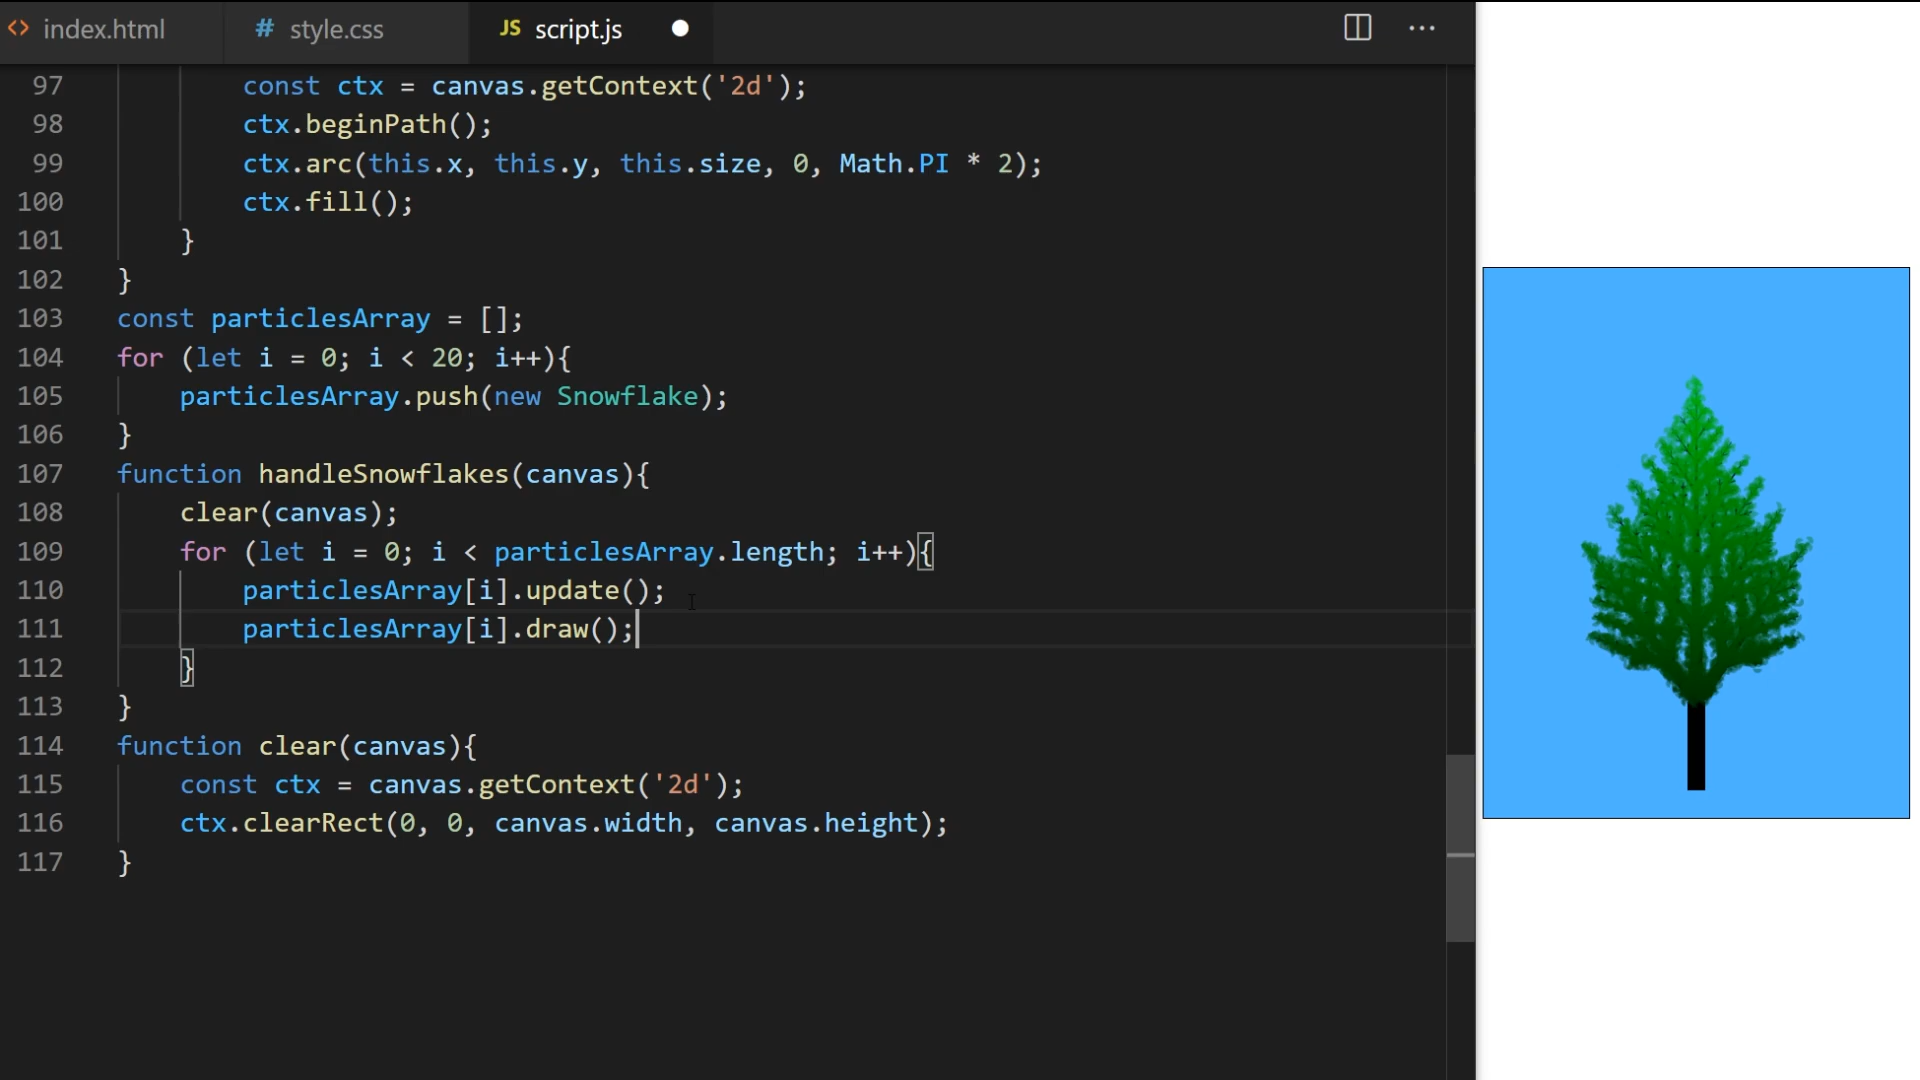 <> index.html # style.css JS script.js ● ···
97 const ctx = canvas.getContext('2d');
98 ctx.beginPath();
99 ctx.arc(this.x, this.y, this.size, 0, Math.PI * 2);
100 ctx.fill();
101 }
102 }
103 const particlesArray = [];
104 for (let i = 0; i < 20; i++){
105 particlesArray.push(new Snowflake);
106 }
107 function handleSnowflakes(canvas){
108 clear(canvas);
109 for (let i = 0; i < particlesArray.length; i++){
110 particlesArray[i].update();
111 particlesArray[i].draw();
112 }
113 }
114 function clear(canvas){
115 const ctx = canvas.getContext('2d');
116 ctx.clearRect(0, 0, canvas.width, canvas.height);
117 }